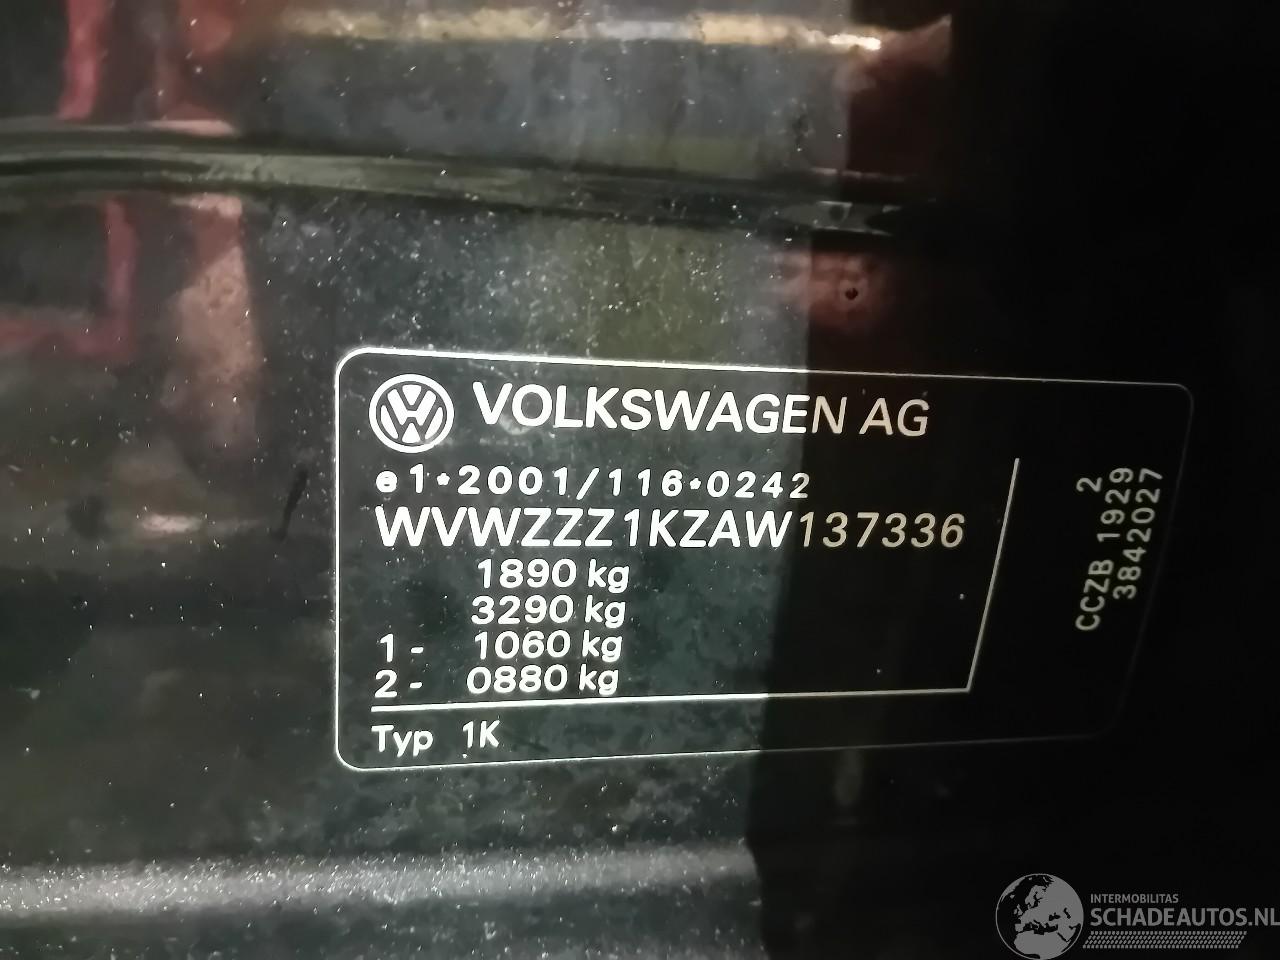 VOLKSWAGEN AG
e1*2001/116*0242
WVWZZZ1KZAW137336
1890 kg
3290 kg
1- 1060 kg
2- 0880 kg
Typ 1K
2
CCZB 1929
3842027
INTERMOBILITAS
SCHADEAUTOS.NL